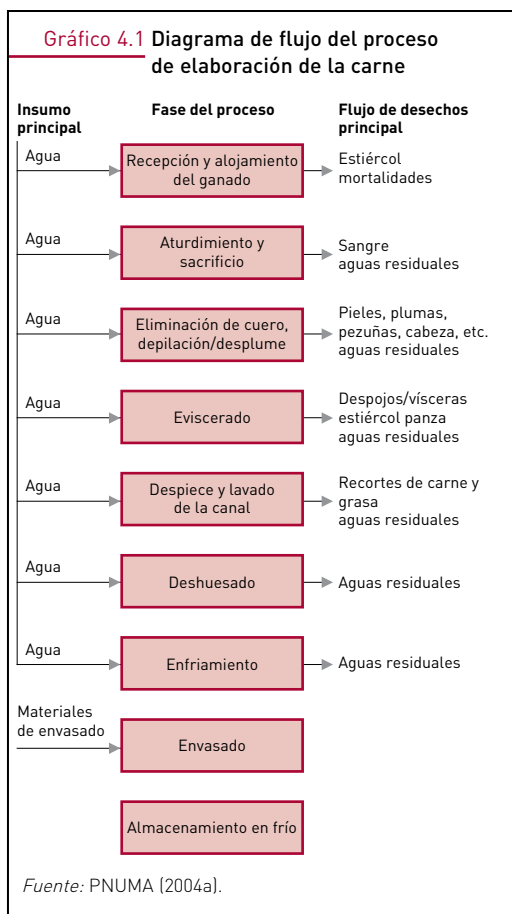 Gráfico 4.1 Diagrama de flujo del proceso
de elaboración de la carne
Insumo
principal
Fase del proceso
Flujo de desechos
principal
Agua
Recepción y alojamiento
del ganado
Estiércol
mortalidades
Agua
Aturdimiento y
sacrificio
Sangre
aguas residuales
Agua
Eliminación de cuero,
depilación/desplume
Pieles, plumas,
pezuñas, cabeza, etc.
aguas residuales
Agua
Eviscerado
Despojos/vísceras
estiércol panza
aguas residuales
Agua
Despiece y lavado
de la canal
Recortes de carne y
grasa
aguas residuales
Agua
Deshuesado
Aguas residuales
Agua
Enfriamiento
Aguas residuales
Materiales
de envasado
Envasado
Almacenamiento en frío
Fuente: PNUMA (2004a).